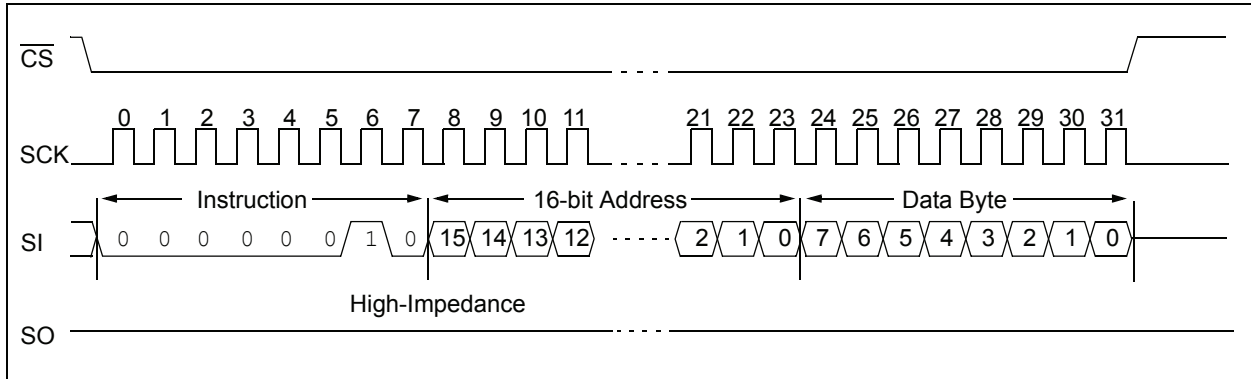 CS
0 1 2 3 4 5 6 7 8 9 10 11 21 22 23 24 25 26 27 28 29 30 31
SCK
Instruction 16-bit Address Data Byte
SI 0 0 0 0 0 0 1 0 15 14 13 12 2 1 0 7 6 5 4 3 2 1 0
High-Impedance
SO